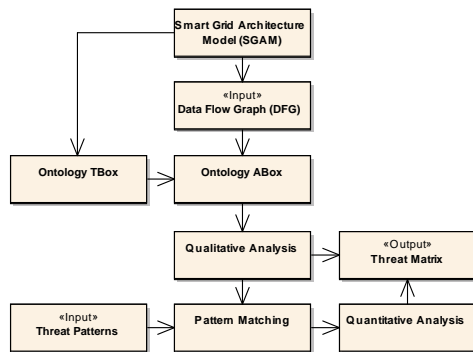 Smart Grid Architecture
Model (SGAM)
«Input»
Data Flow Graph (DFG)
Ontology TBox
Ontology ABox
Qualitative Analysis
«Output»
Threat Matrix
«Input»
Threat Patterns
Pattern Matching
Quantitative Analysis